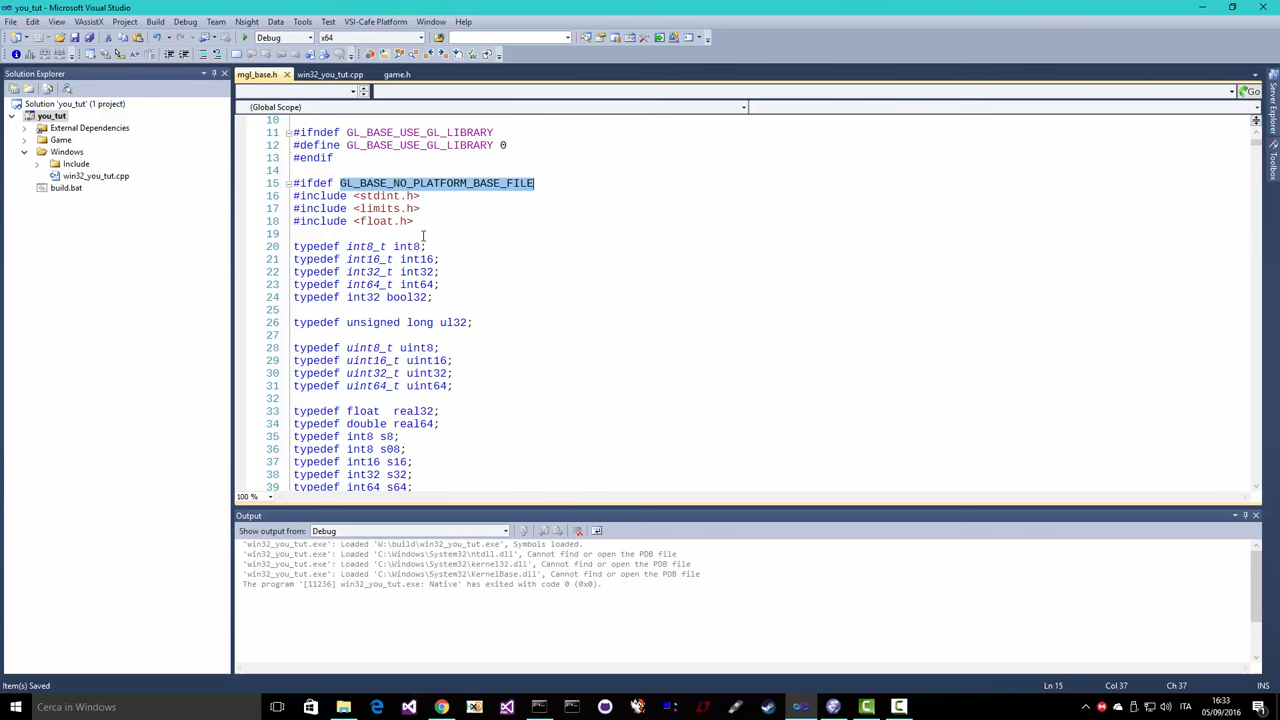 you_tut - Microsoft Visual Studio
File Edit View VAssistX Project Build Debug Team Nsight Data Tools Test VSI-Cafe Platform Window Help
Debug x64
Solution Explorer
mgl_base.h win32_you_tut.cpp game.h
Go
(Global Scope)
Solution 'you_tut' (1 project)
you_tut
External Dependencies
Game
Windows
Include
win32_you_tut.cpp
build.bat
10
11 #ifndef GL_BASE_USE_GL_LIBRARY
12 #define GL_BASE_USE_GL_LIBRARY 0
13 #endif
14
15 #ifdef GL_BASE_NO_PLATFORM_BASE_FILE
16 #include <stdint.h>
17 #include <limits.h>
18 #include <float.h>
19
20 typedef int8_t int8;
21 typedef int16_t int16;
22 typedef int32_t int32;
23 typedef int64_t int64;
24 typedef int32 bool32;
25
26 typedef unsigned long ul32;
27
28 typedef uint8_t uint8;
29 typedef uint16_t uint16;
30 typedef uint32_t uint32;
31 typedef uint64_t uint64;
32
33 typedef float  real32;
34 typedef double real64;
35 typedef int8 s8;
36 typedef int8 s08;
37 typedef int16 s16;
38 typedef int32 s32;
39 typedef int64 s64;
100 %
Server Explorer
Toolbox
Output
Show output from: Debug
'win32_you_tut.exe': Loaded 'W:\build\win32_you_tut.exe', Symbols loaded.
'win32_you_tut.exe': Loaded 'C:\Windows\System32\ntdll.dll', Cannot find or open the PDB file
'win32_you_tut.exe': Loaded 'C:\Windows\System32\kernel32.dll', Cannot find or open the PDB file
'win32_you_tut.exe': Loaded 'C:\Windows\System32\KernelBase.dll', Cannot find or open the PDB file
The program '[11236] win32_you_tut.exe: Native' has exited with code 0 (0x0).
Item(s) Saved Ln 15 Col 37 Ch 37 INS
Cerca in Windows
ITA
16:33
05/09/2016